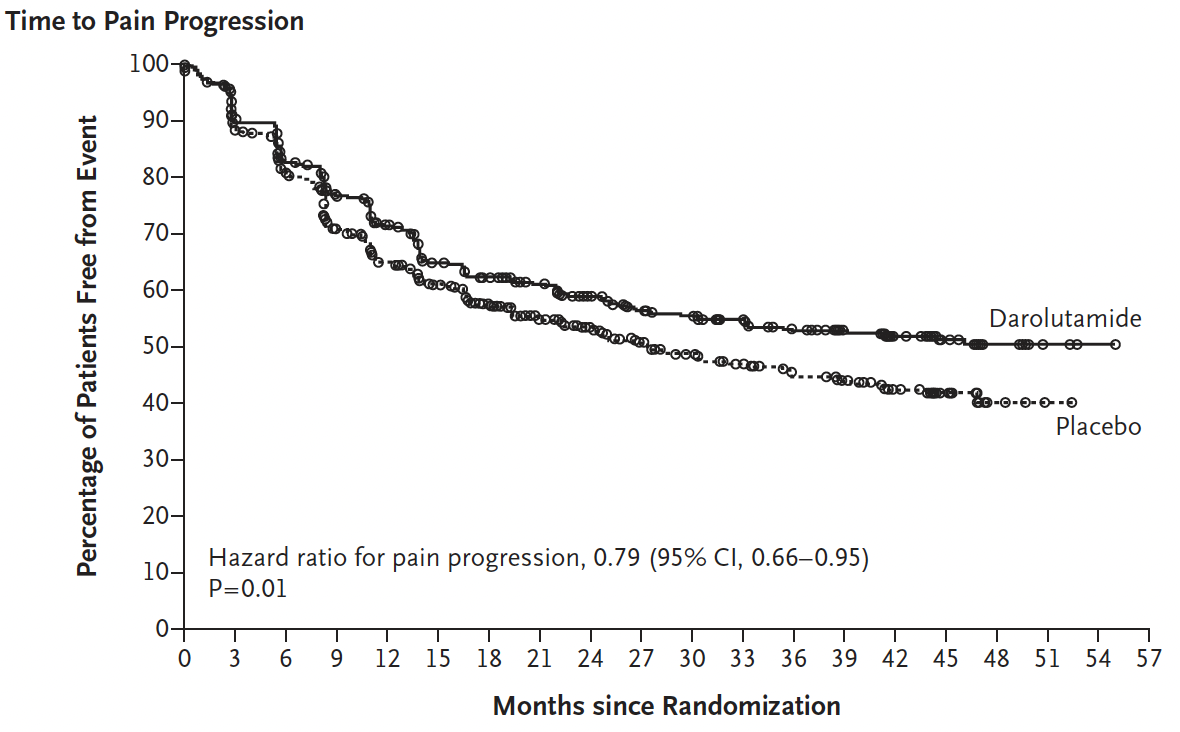 Time to Pain Progression
Percentage of Patients Free from Event
100
90
80
70
60
50
40
30
20
10
0
Darolutamide
Placebo
Hazard ratio for pain progression, 0.79 (95% CI, 0.66–0.95)
P=0.01
0 3 6 9 12 15 18 21 24 27 30 33 36 39 42 45 48 51 54 57
Months since Randomization